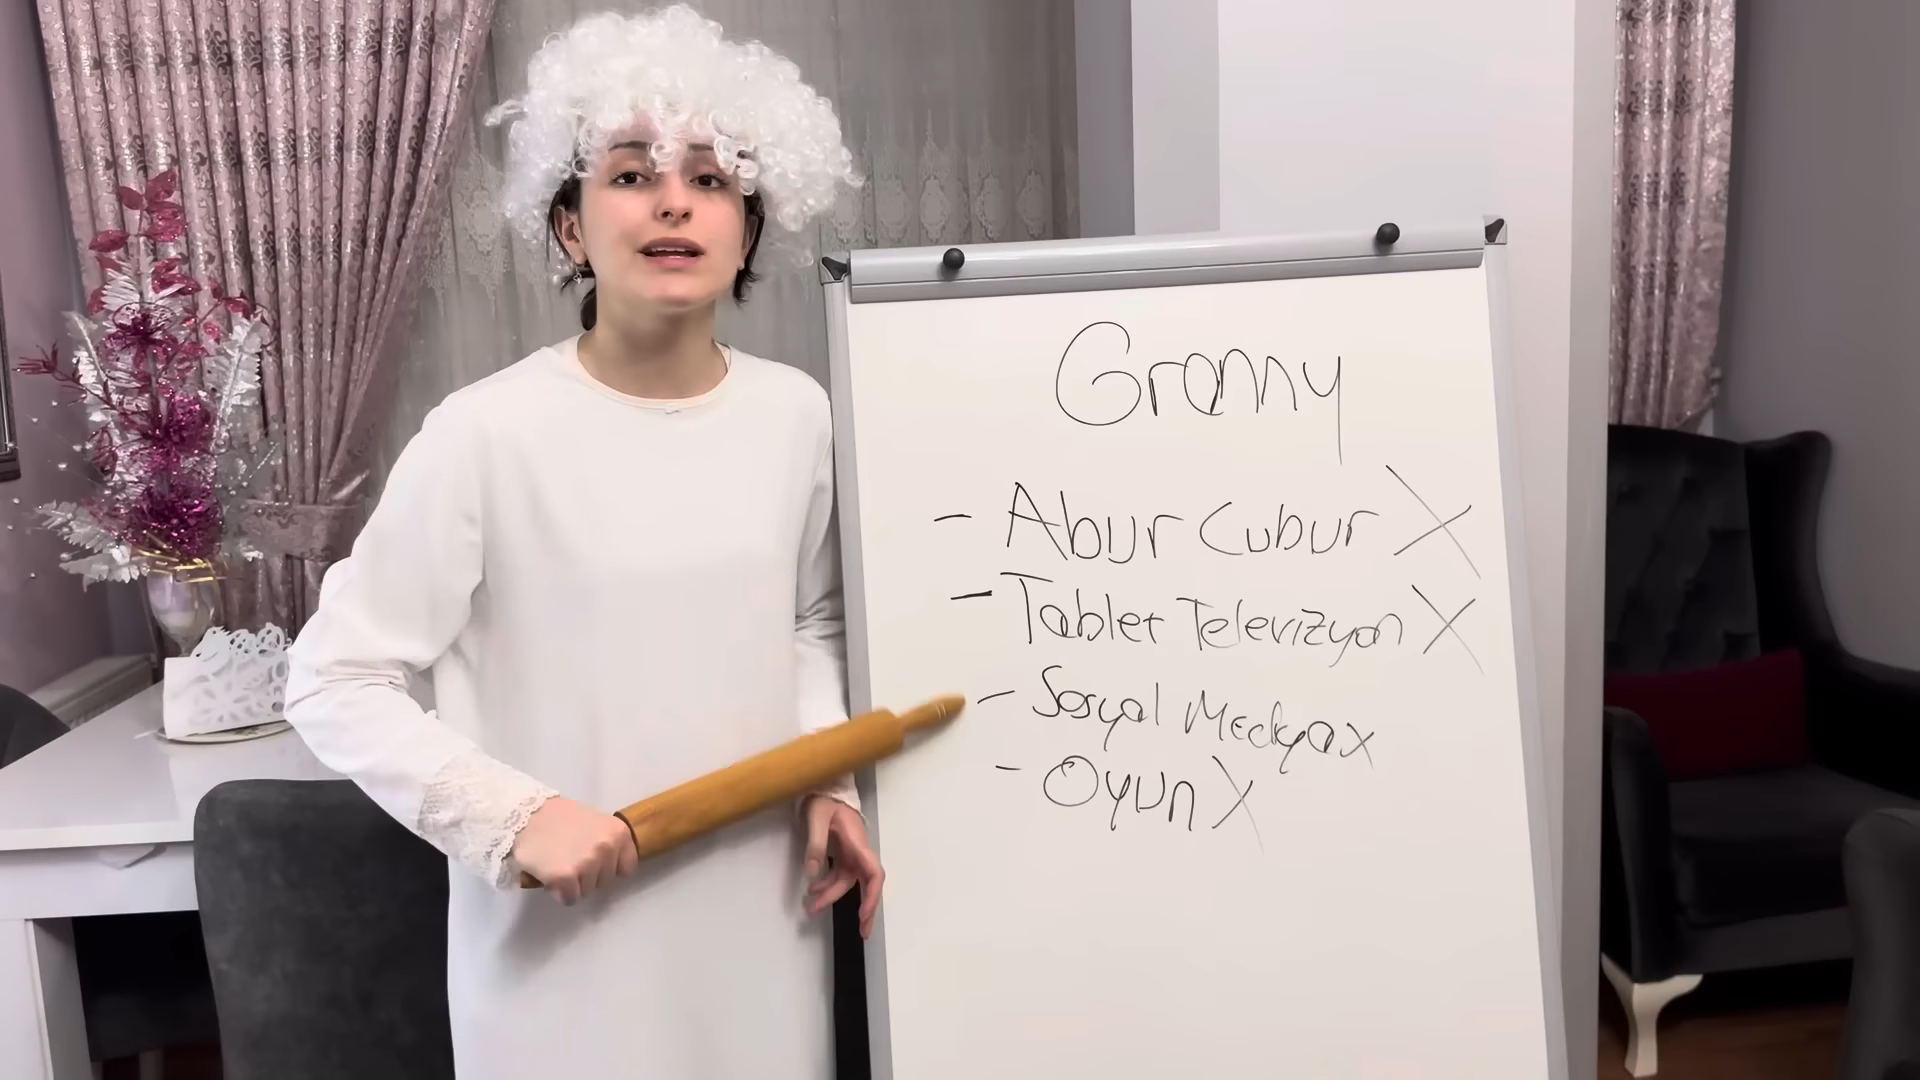 Granny
- Abur Cubur X
- Tablet Televizyon X
- Sosyal Medya X
- Oyun X